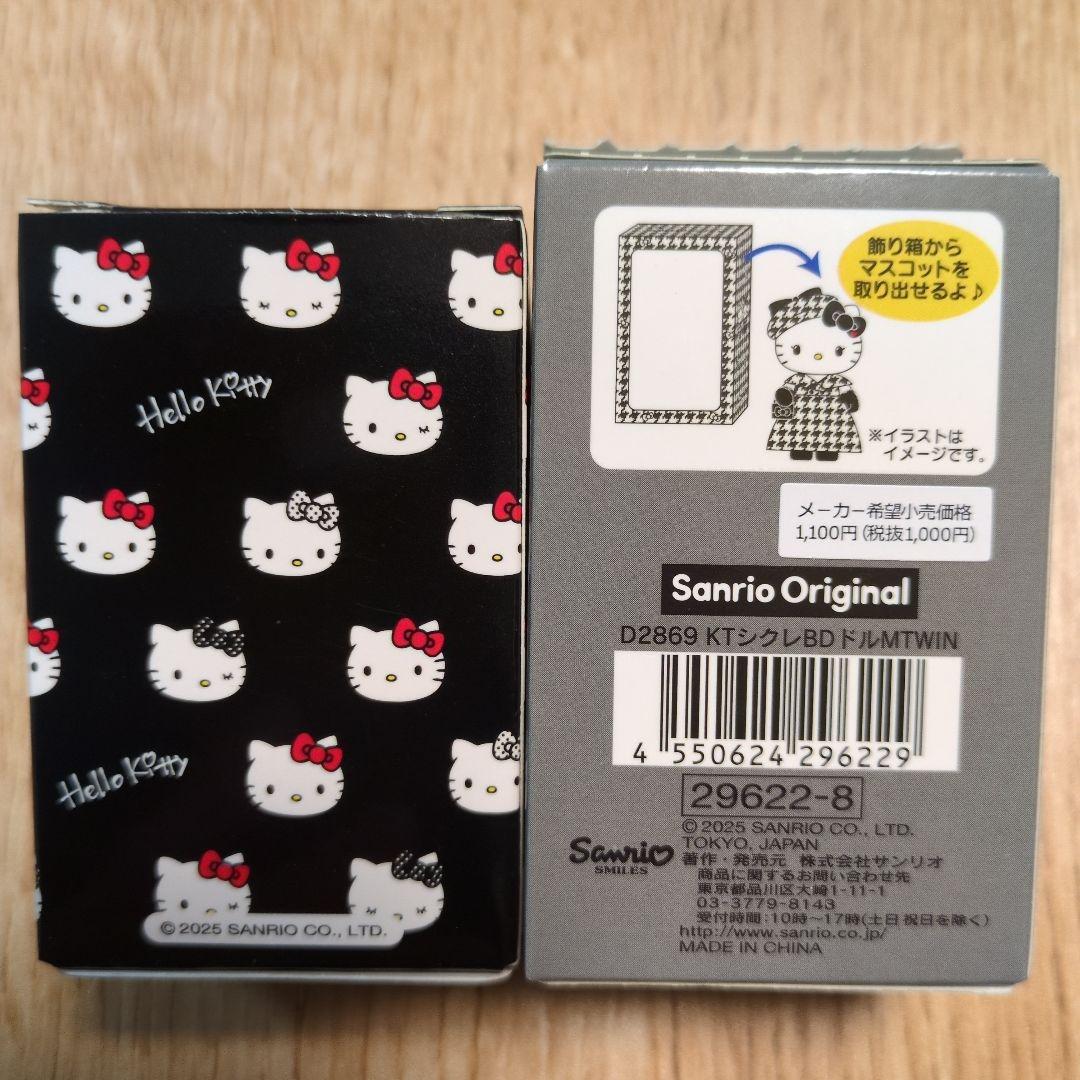 Hello Kitty
Hello Kitty
© 2025 SANRIO CO., LTD.
飾り箱から
マスコットを
取り出せるよ♪
※イラストは
イメージです。
メーカー希望小売価格
1,100円(税抜1,000円)
Sanrio Original
D2869 KTシクレBDドルMTWIN
4 550624 296229
29622-8
© 2025 SANRIO CO., LTD.
TOKYO, JAPAN
Sanrio
SMILES
著作・発売元 株式会社サンリオ
商品に関するお問い合わせ先
東京都品川区大崎1-11-1
03-3779-8143
受付時間:10時~17時(土日祝日を除く)
http://www.sanrio.co.jp/
MADE IN CHINA